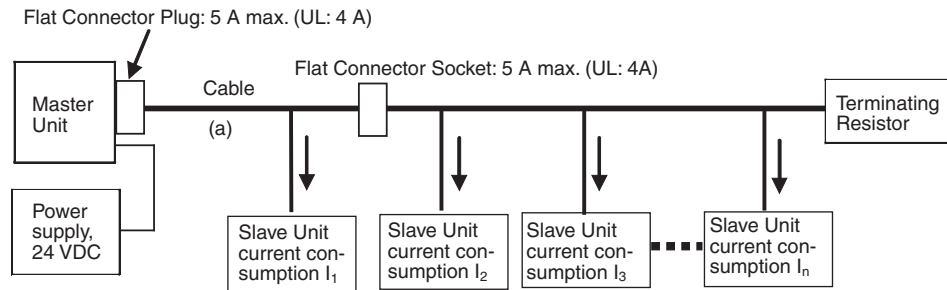 Flat Connector Plug: 5 A max. (UL: 4 A)
Flat Connector Socket: 5 A max. (UL: 4A)
Master
Unit
Cable
(a)
Terminating
Resistor
Power
supply,
24 VDC
Slave Unit
current con-
sumption I1
Slave Unit
current con-
sumption I2
Slave Unit
current con-
sumption I3
Slave Unit
current con-
sumption In